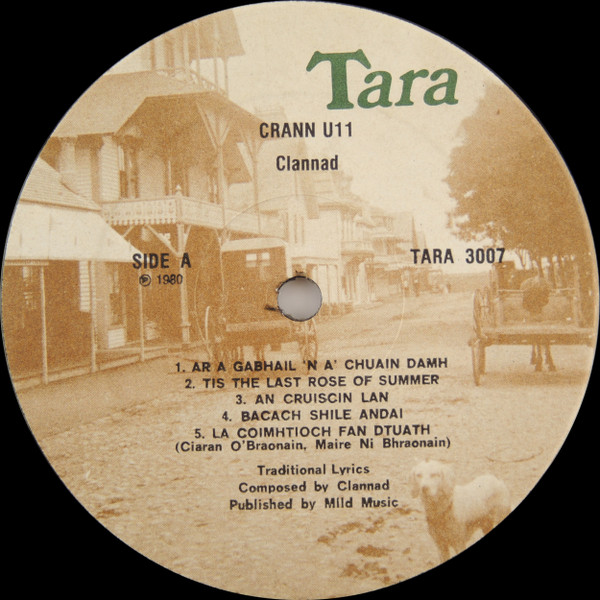 Tara
CRANN U11
Clannad
SIDE A
℗ 1980
TARA 3007
1. AR A GABHAIL 'N A' CHUAIN DAMH
2. TIS THE LAST ROSE OF SUMMER
3. AN CRUISCIN LAN
4. BACACH SHILE ANDAI
5. LA COIMHTIOCH FAN DTUATH
(Ciaran O'Braonain, Maire Ni Bhraonain)
Traditional Lyrics
Composed by Clannad
Published by Mild Music